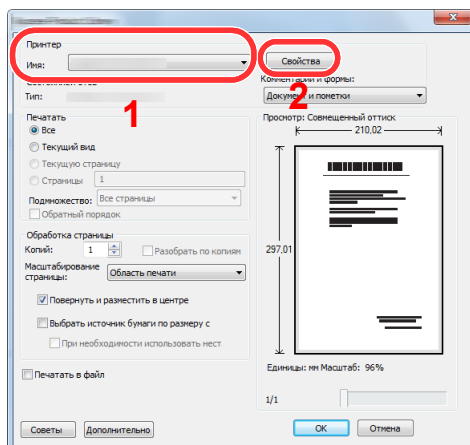 Принтер
Имя:
Свойства
Комментарии и формы:
Тип:
Документ и пометки
1
2
Печатать
Все
Текущий вид
Текущую страницу
Страницы
1
Подмножество:
Все страницы
Обратный порядок
Просмотр: Совмещенный оттиск
210,02
297,01
Обработка страницы
Копий:
1
Разобрать по копиям
Масштабирование
страницы:
Область печати
Повернуть и разместить в центре
Выбрать источник бумаги по размеру с
При необходимости использовать нест
Печатать в файл
Единицы: мм Масштаб: 96%
1/1
Советы
Дополнительно
OK
Отмена